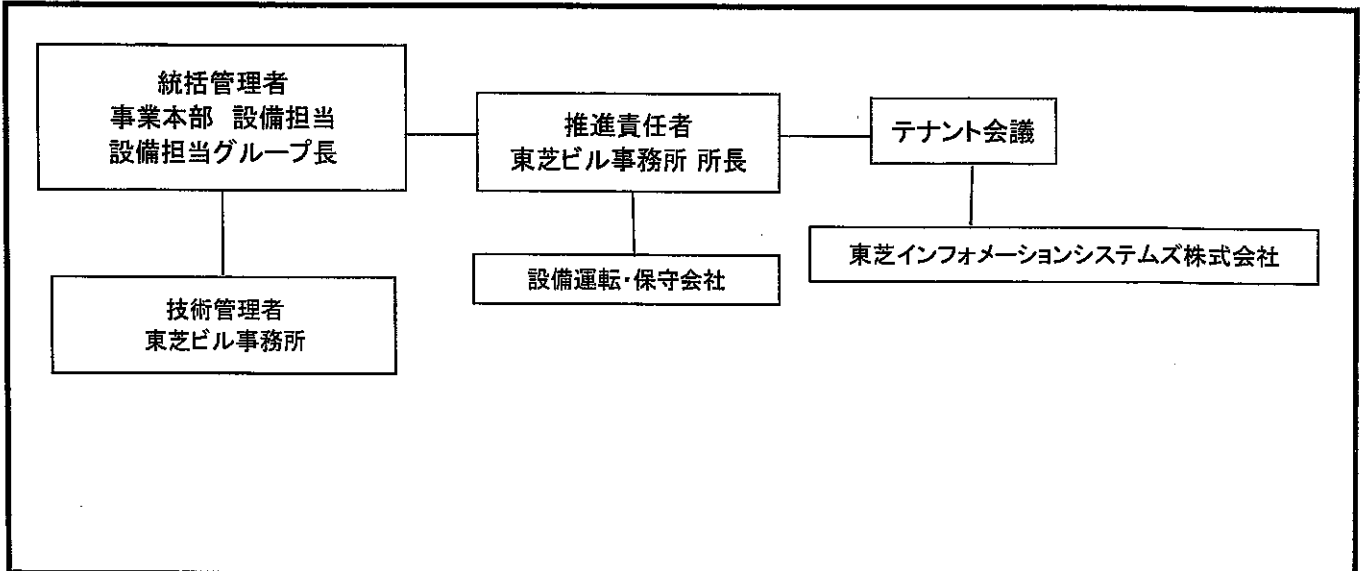 統括管理者
事業本部 設備担当
設備担当グループ長
推進責任者
東芝ビル事務所 所長
テナント会議
技術管理者
東芝ビル事務所
設備運転・保守会社
東芝インフォメーションシステムズ株式会社